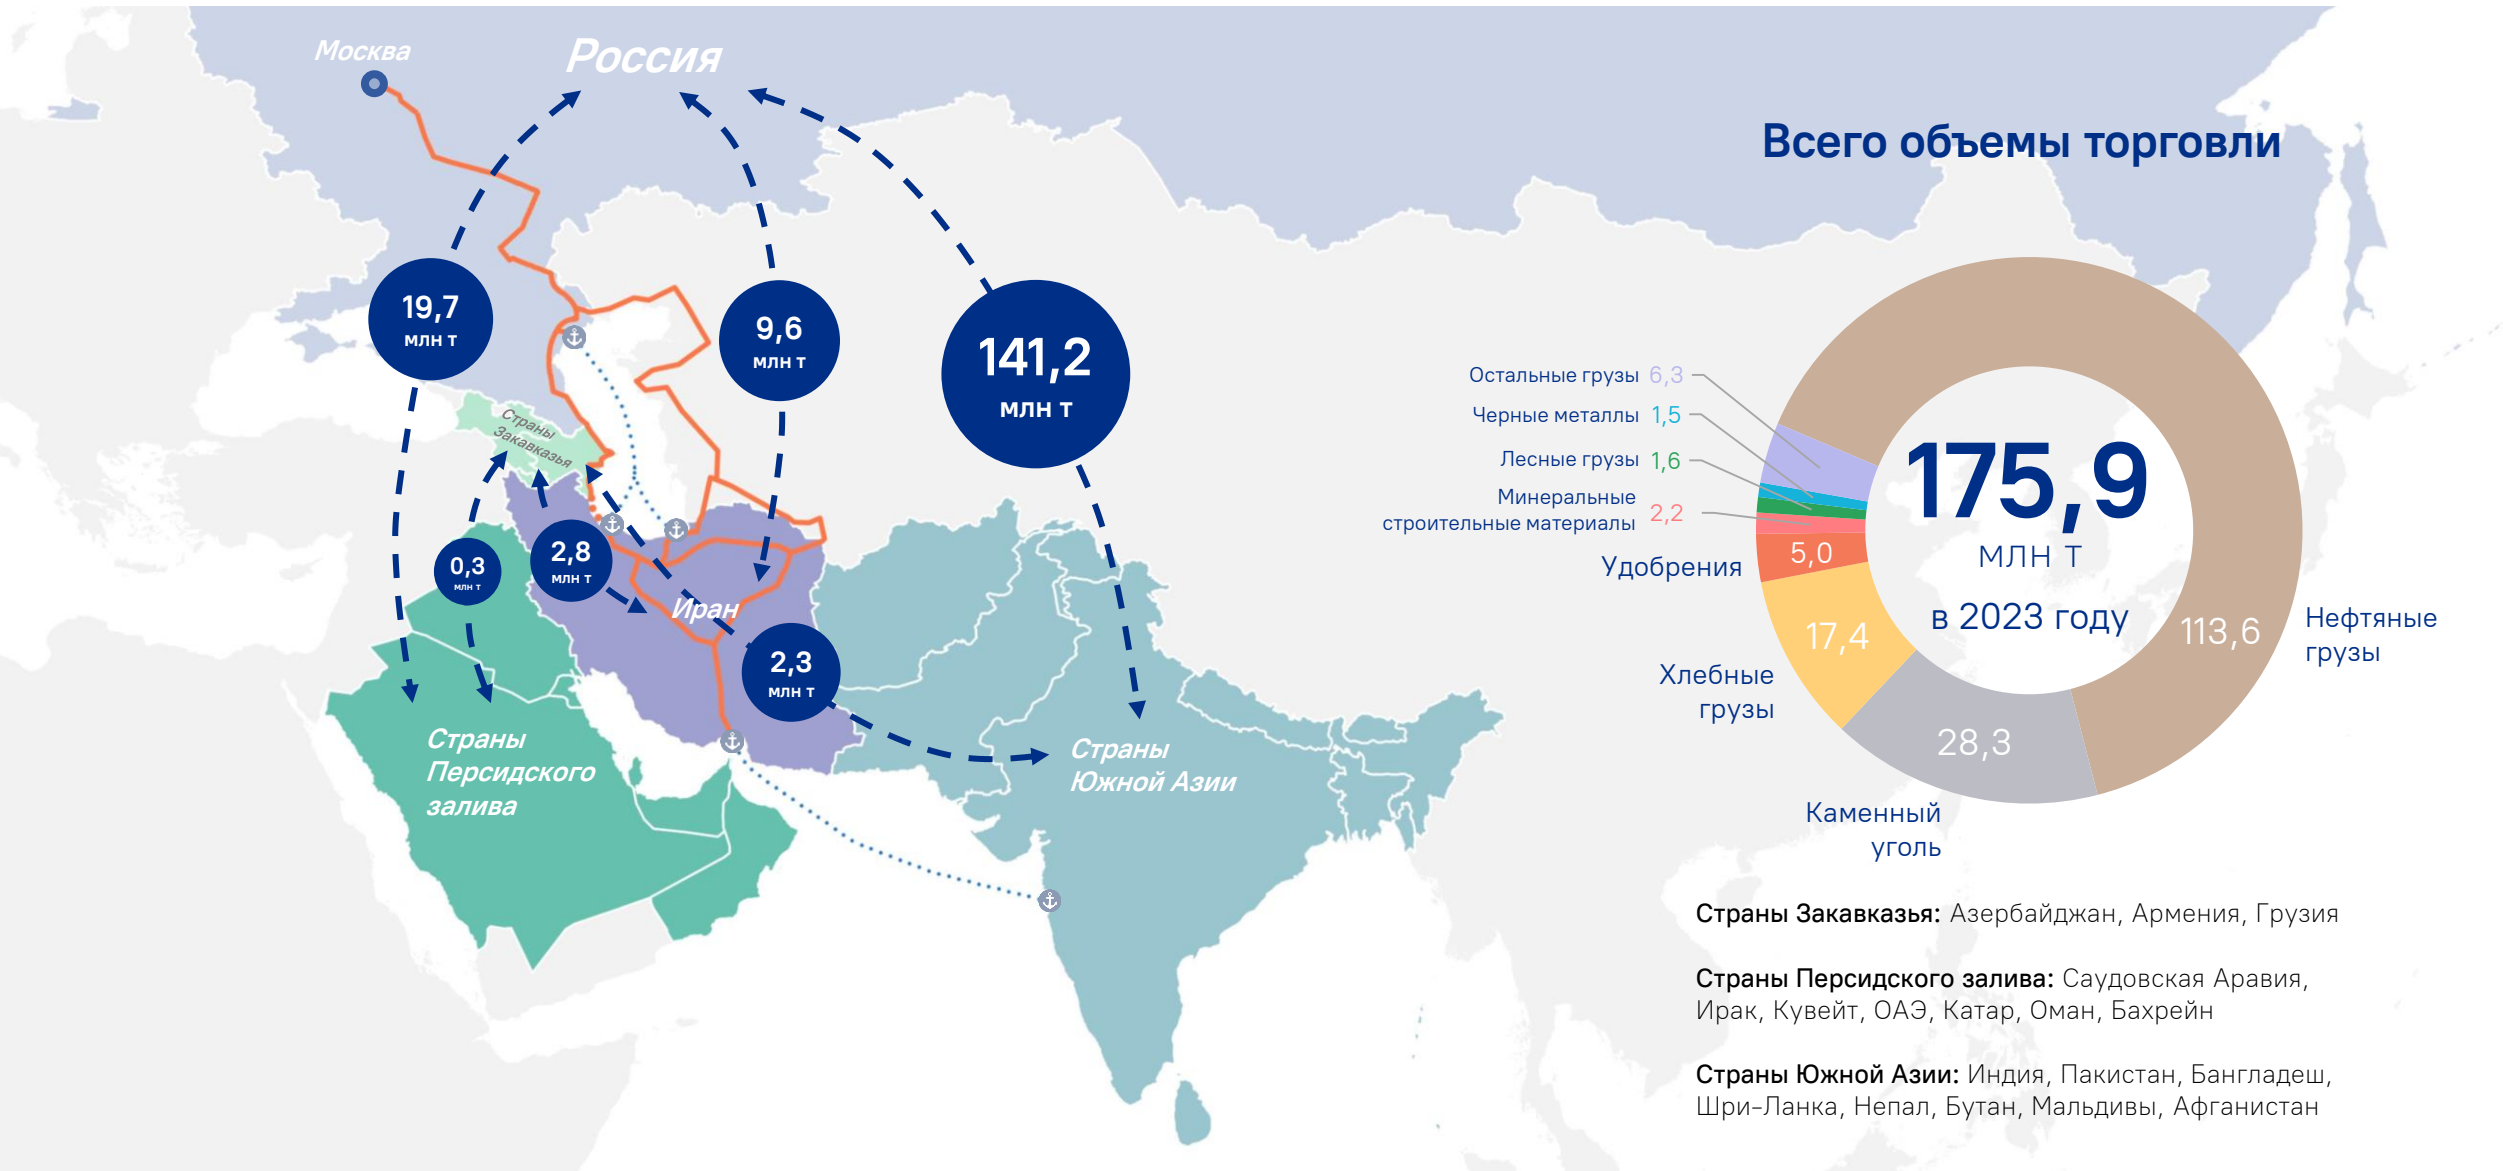 Москва
Россия
19,7
млн т
9,6
млн т
141,2
млн т
Страны
Закавказья
0,3
млн т
2,8
млн т
Иран
2,3
млн т
Страны
Персидского
залива
Страны
Южной Азии
Всего объемы торговли
Остальные грузы 6,3
Черные металлы 1,5
Лесные грузы 1,6
Минеральные
строительные материалы 2,2
Удобрения
5,0
Хлебные
грузы
17,4
Каменный
уголь
28,3
Нефтяные
грузы
113,6
175,9
млн т
в 2023 году
Страны Закавказья: Азербайджан, Армения, Грузия
Страны Персидского залива: Саудовская Аравия,
Ирак, Кувейт, ОАЭ, Катар, Оман, Бахрейн
Страны Южной Азии: Индия, Пакистан, Бангладеш,
Шри-Ланка, Непал, Бутан, Мальдивы, Афганистан